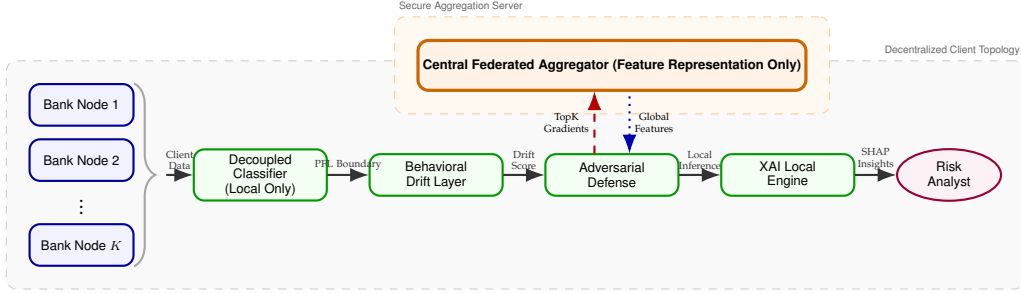 Secure Aggregation Server
Decentralized Client Topology
Central Federated Aggregator (Feature Representation Only)
Bank Node 1
Bank Node 2
⋮
Bank Node K
Client
Data
Decoupled
Classifier
(Local Only)
PFL Boundary
Behavioral
Drift Layer
Drift
Score
TopK
Gradients
Global
Features
Adversarial
Defense
Local
Inference
XAI Local
Engine
SHAP
Insights
Risk
Analyst